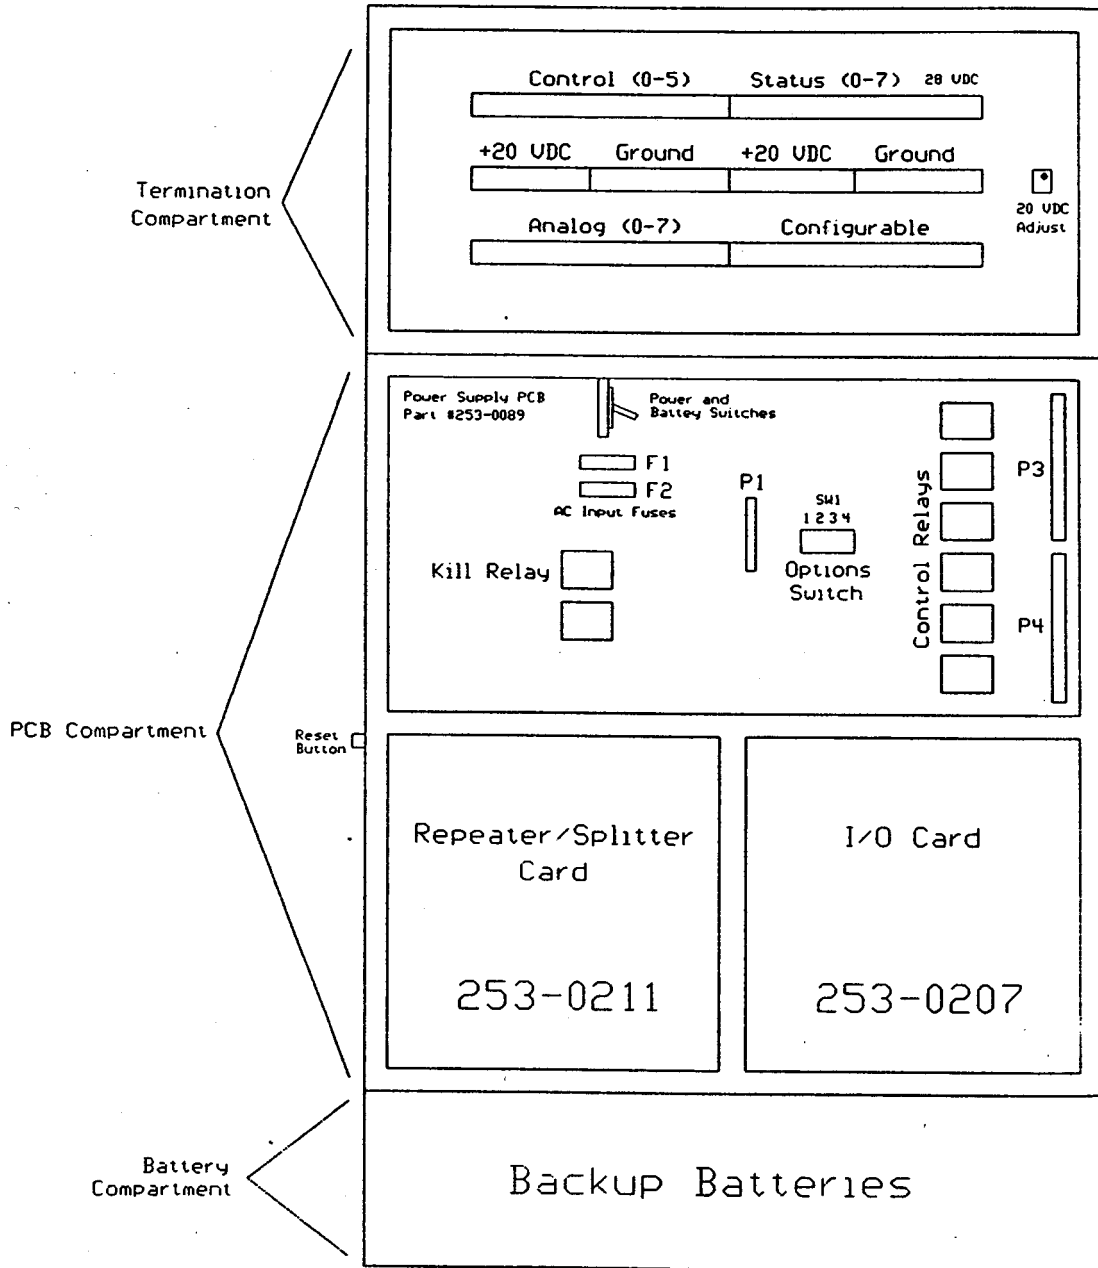 Control (0-5) Status (0-7) 28 VDC
+20 VDC Ground +20 VDC Ground
Analog (0-7) Configurable
20 VDC
Adjust
Termination
Compartment
Power Supply PCB
Part #253-0089
Power and
Battey Switches
F1
F2
AC Input Fuses
Kill Relay
P1
SW1
1 2 3 4
Options
Switch
Control Relays
P3
P4
PCB Compartment
Reset
Button
Repeater/Splitter
Card
253-0211
I/O Card
253-0207
Battery
Compartment
Backup Batteries